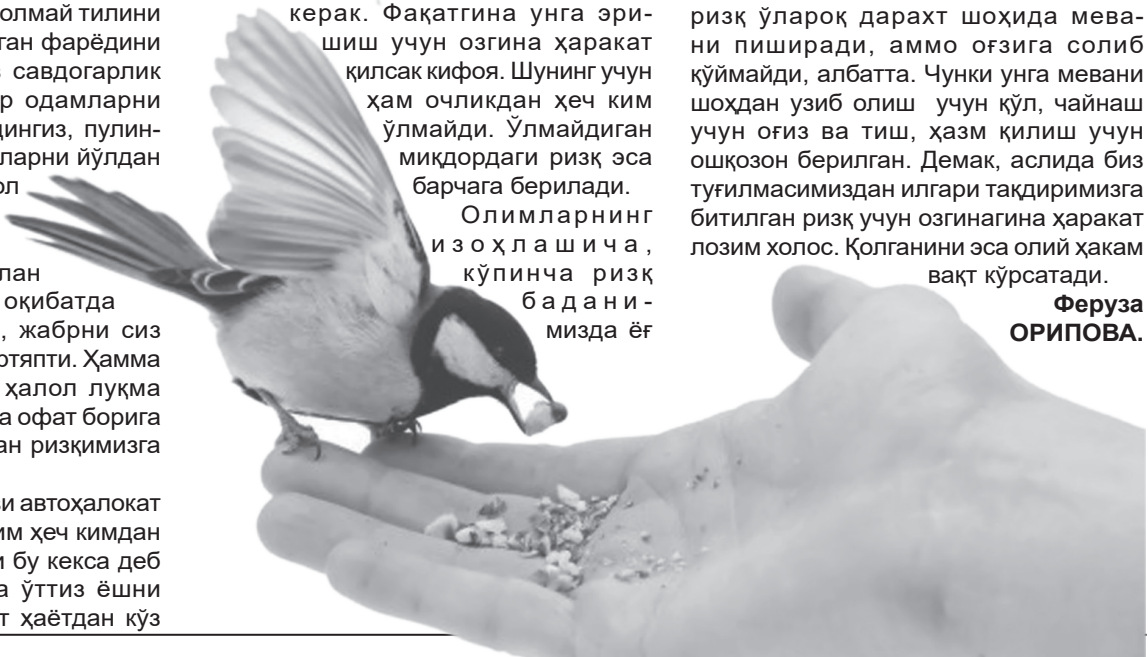 олмай тилини
ган фарёдини
савдогарлик
р одамларни
дингиз, пулин-
ларни йўлдан
ол
лан
оқибатда
, жабрни сиз
ртяпти. Ҳамма
ҳалол луқма
а офат борига
ан ризқимизга
и автоҳалокат
им ҳеч кимдан
и бу кекса деб
а ўттиз ёшни
т ҳаётдан кўз
керак. Фақатгина унга эри-
шиш учун озгина ҳаракат
қилсак кифоя. Шунинг учун
ҳам очликдан ҳеч ким
ўлмайди. Ўлмайдиган
миқдордаги ризқ эса
барчага берилади.
Олимларнинг
изоҳлашича,
кўпинча ризқ
бадани-
мизда ёғ
ризқ ўлароқ дарахт шоҳида мева-
ни пиширади, аммо оғзига солиб
қўймайди, албатта. Чунки унга мевани
шоҳдан узиб олиш учун қўл, чайнаш
учун оғиз ва тиш, ҳазм қилиш учун
ошқозон берилган. Демак, аслида биз
туғилмасимиздан илгари тақдиримизга
битилган ризқ учун озгинагина ҳаракат
лозим холос. Қолганини эса олий ҳакам
вақт кўрсатади.
Феруза
ОРИПОВА.